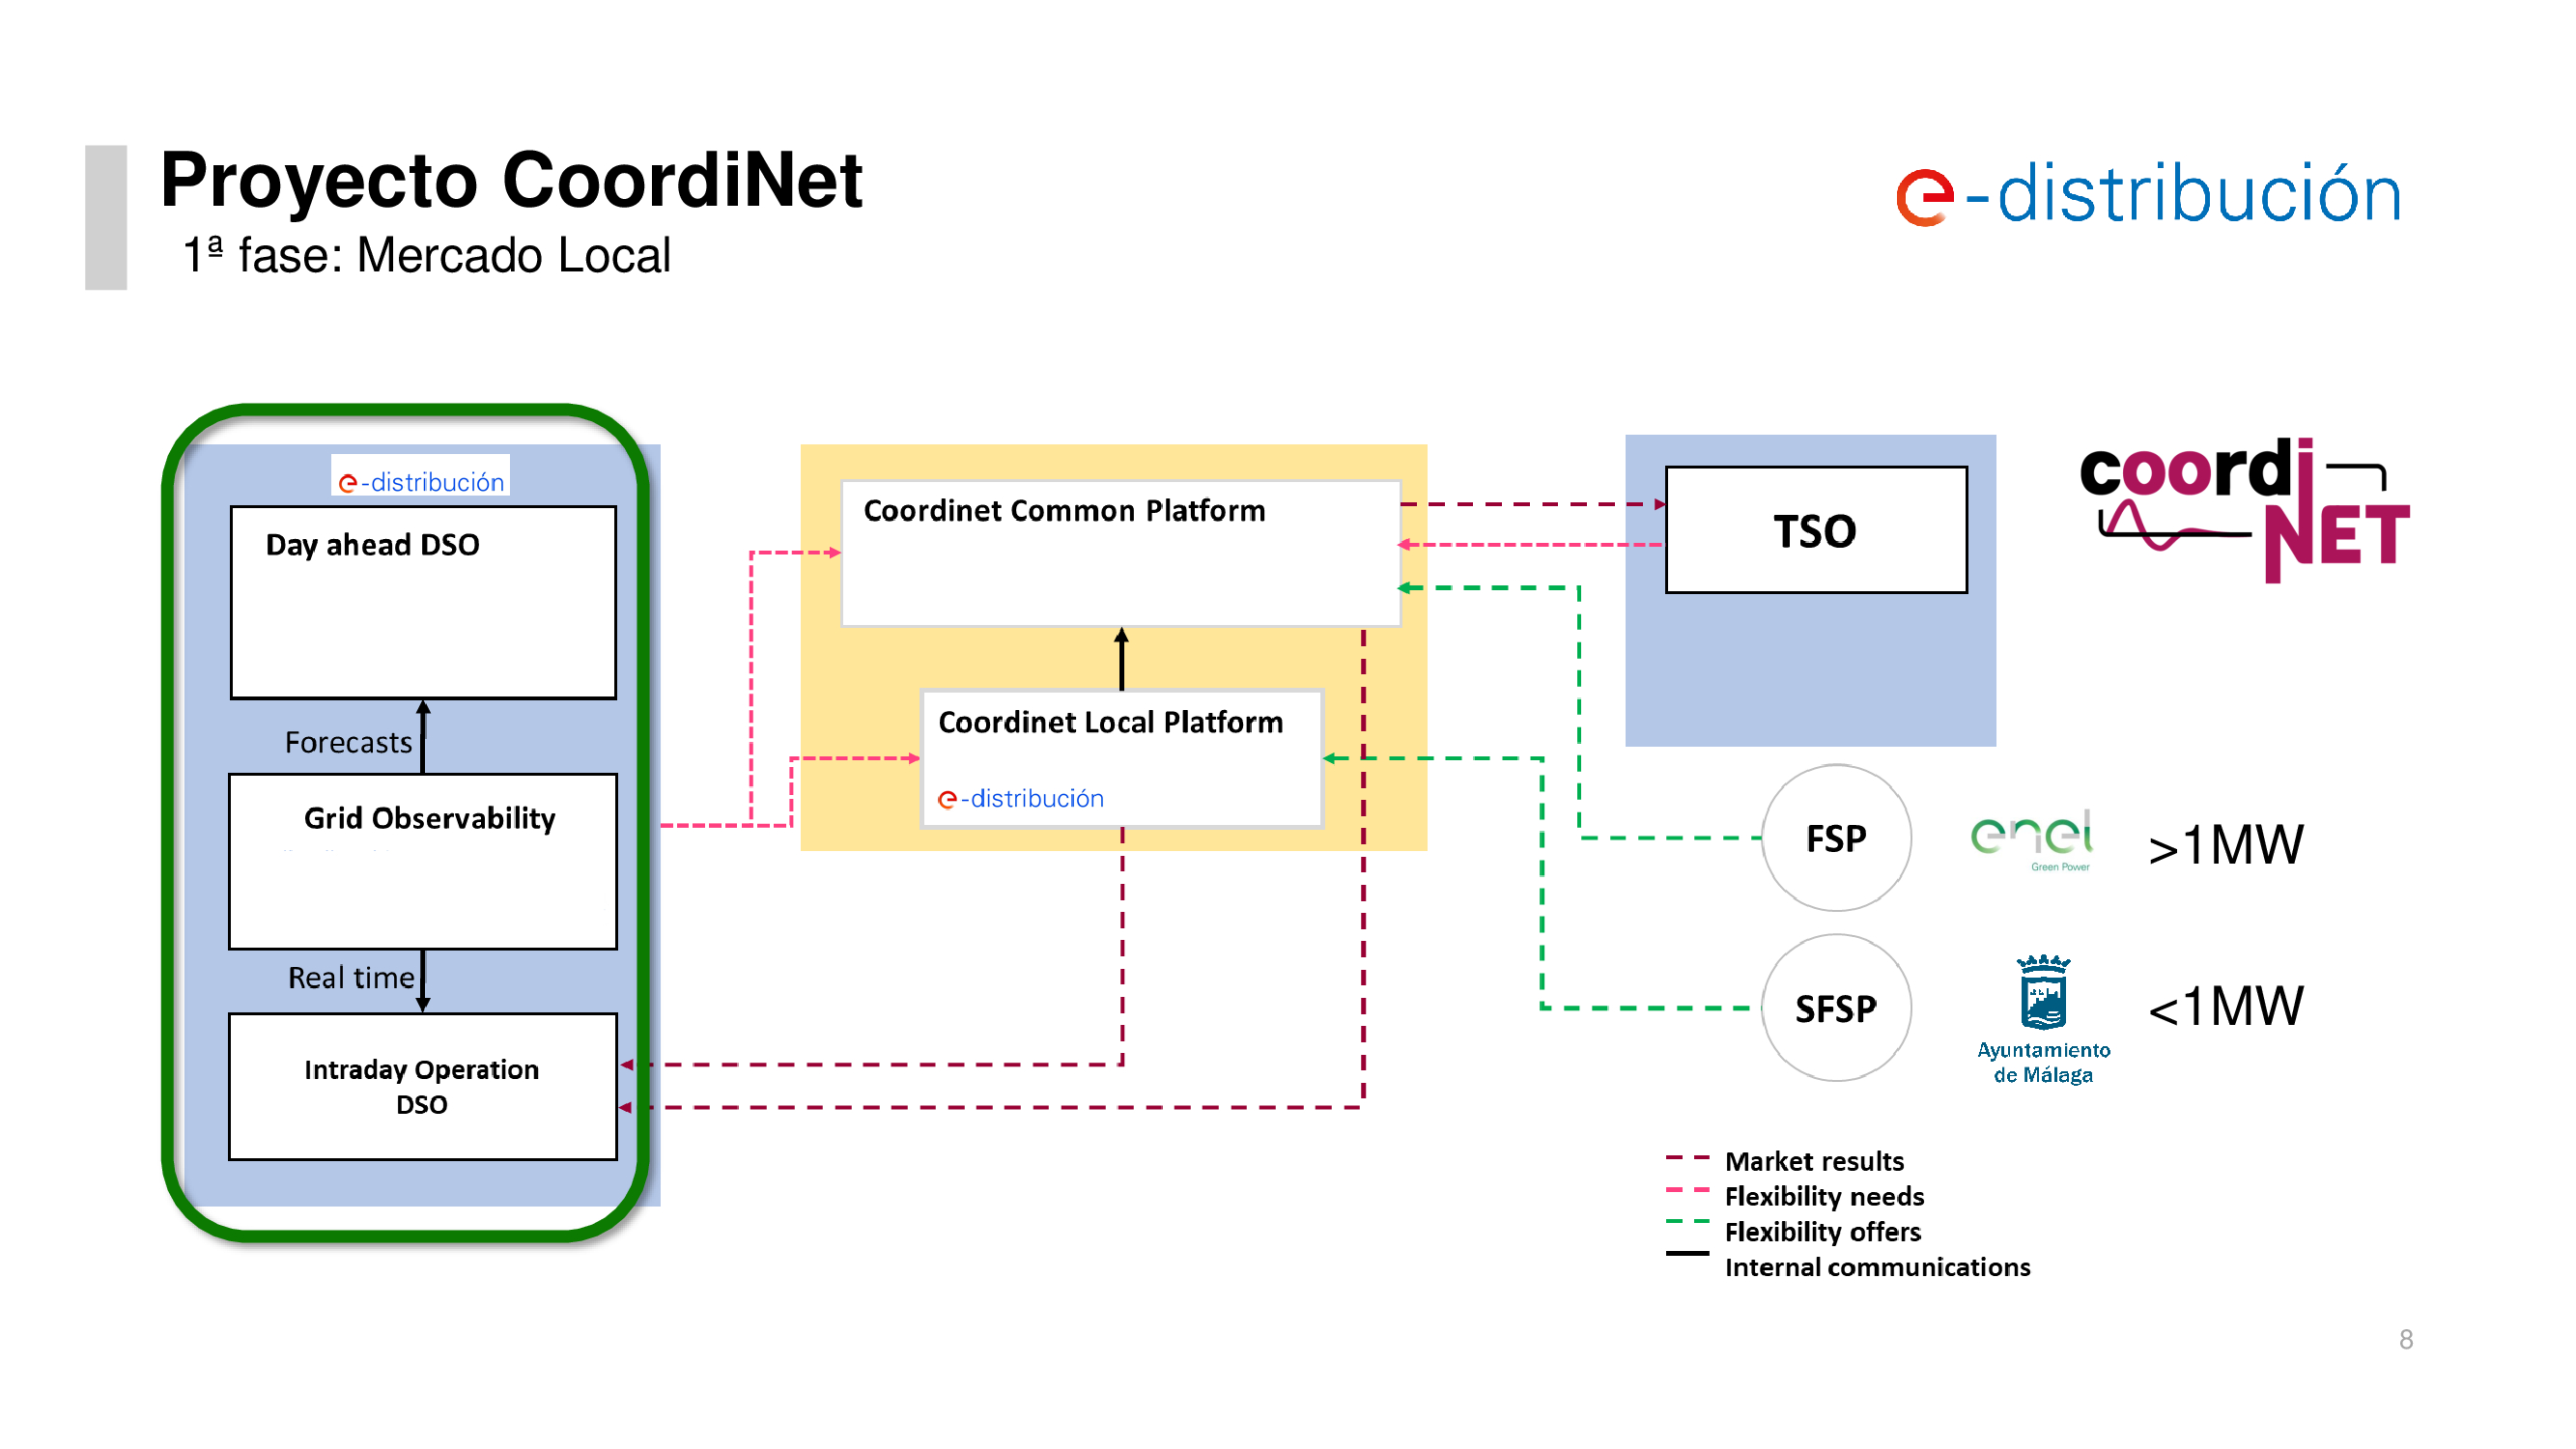 Proyecto CoordiNet
1ª fase: Mercado Local
e-distribución
e-distribución
Day ahead DSO
Forecasts
Grid Observability
Real time
Intraday Operation
DSO
Coordinet Common Platform
Coordinet Local Platform
e-distribución
TSO
coordi
NET
FSP
enel
Green Power
>1MW
SFSP
Ayuntamiento
de Málaga
<1MW
Market results
Flexibility needs
Flexibility offers
Internal communications
8